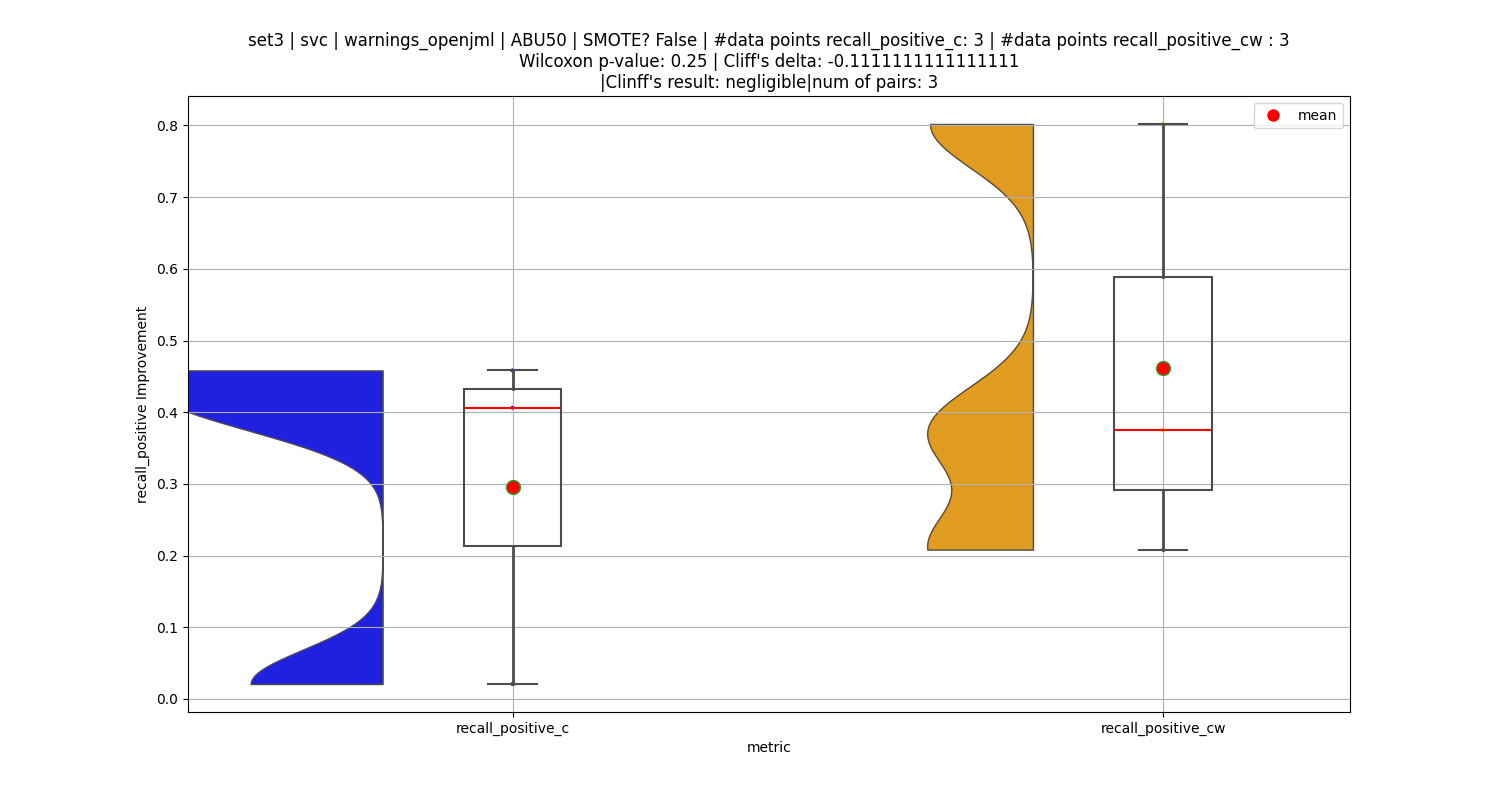 set3 | svc | warnings_openjml | ABU50 | SMOTE? False | #data points recall_positive_c: 3 | #data points recall_positive_cw : 3
Wilcoxon p-value: 0.25 | Cliff's delta: -0.1111111111111111
|Clinff's result: negligible|num of pairs: 3
mean
0.8
0.7
0.6
0.5
0.4
0.3
0.2
0.1
0.0
recall_positive Improvement
recall_positive_c
recall_positive_cw
metric